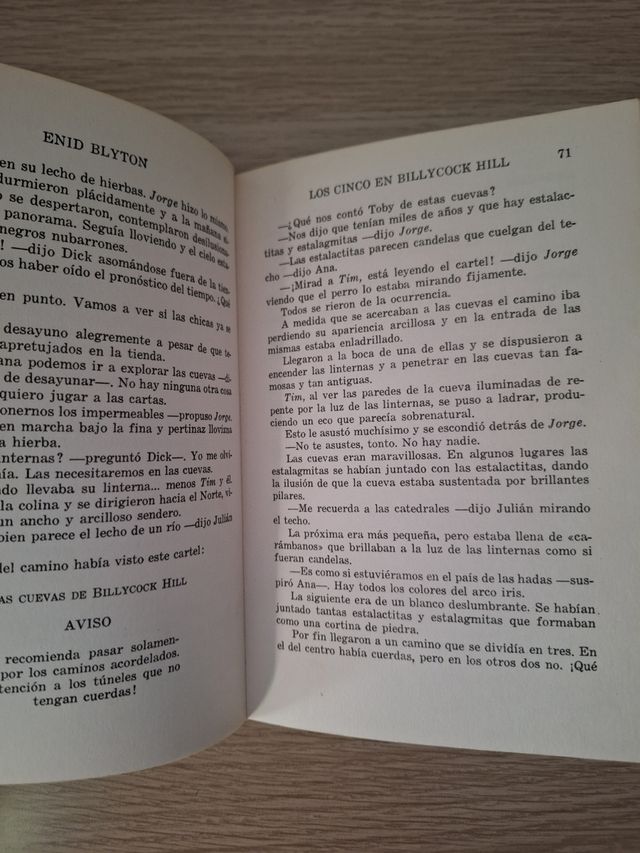 ENID BLYTON
en su lecho de hierbas. Jorge hizo lo mismo,
durmieron plácidamente y a la mañana
se despertaron, contemplaron
panorama. Seguía lloviendo y el cielo
negros nubarrones.
! —dijo Dick asomándose fuera de la tien-
os haber oído el pronóstico del tiempo. ¿Qué
en punto. Vamos a ver si las chicas ya se
desayuno alegremente a pesar de que te-
apretujados en la tienda.
ana podemos ir a explorar las cuevas —di-
de desayunar—. No hay ninguna otra cosa
quiero jugar a las cartas.
onernos los impermeables —propuso Jorge.
en marcha bajo la fina y pertinaz llovizna
a hierba.
nternas? —preguntó Dick—. Yo me olvi-
ía. Las necesitaremos en las cuevas.
do llevaba su linterna... menos Tim y él.
la colina y se dirigieron hacia el Norte, vi-
un ancho y arcilloso sendero.
bien parece el lecho de un río —dijo Julián
del camino había visto este cartel:
AS CUEVAS DE BILLYCOCK HILL
AVISO
recomienda pasar solamen-
por los caminos acordelados.
tención a los túneles que no
tengan cuerdas!
LOS CINCO EN BILLYCOCK HILL 71
—¿Qué nos contó Toby de estas cuevas?
—Nos dijo que tenían miles de años y que hay estalac-
titas y estalagmitas —dijo Jorge.
—Las estalactitas parecen candelas que cuelgan del te-
cho —dijo Ana.
—¡Mirad a Tim, está leyendo el cartel! —dijo Jorge
viendo que el perro lo estaba mirando fijamente.
Todos se rieron de la ocurrencia.
A medida que se acercaban a las cuevas el camino iba
perdiendo su apariencia arcillosa y en la entrada de las
mismas estaba enladrillado.
Llegaron a la boca de una de ellas y se dispusieron a
encender las linternas y a penetrar en las cuevas tan fa-
mosas y tan antiguas.
Tim, al ver las paredes de la cueva iluminadas de re-
pente por la luz de las linternas, se puso a ladrar, produ-
ciendo un eco que parecía sobrenatural.
Esto le asustó muchísimo y se escondió detrás de Jorge.
—No te asustes, tonto. No hay nadie.
Las cuevas eran maravillosas. En algunos lugares las
estalagmitas se habían juntado con las estalactitas, dando
la ilusión de que la cueva estaba sustentada por brillantes
pilares.
—Me recuerda a las catedrales —dijo Julián mirando
el techo.
La próxima era más pequeña, pero estaba llena de «ca-
rámbanos» que brillaban a la luz de las linternas como si
fueran candelas.
—Es como si estuviéramos en el país de las hadas —sus-
piró Ana—. Hay todos los colores del arco iris.
La siguiente era de un blanco deslumbrante. Se habían
juntado tantas estalactitas y estalagmitas que formaban
como una cortina de piedra.
Por fin llegaron a un camino que se dividía en tres. En
el del centro había cuerdas, pero en los otros dos no. ¡Qué